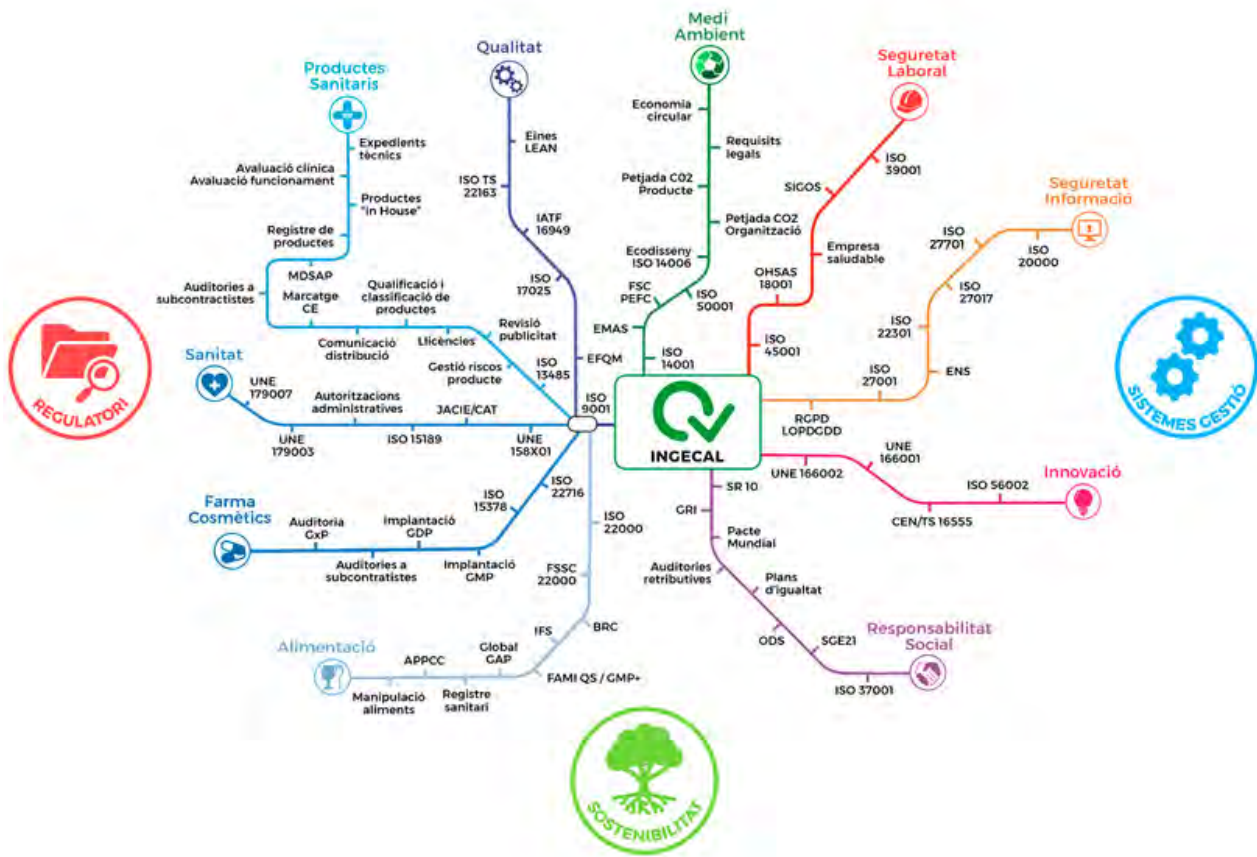 Productes
Sanitaris
Expedients
tècnics
Avaluació clínica
Avaluació funcionament
Productes
"in House"
Registre de
productes
MDSAP
Auditories a
subcontractistes
Marcatge
CE
Qualificació i
classificació de
productes
Comunicació
distribució
Llicències
Revisió
publicitat
Gestió riscos
producte
ISO
13485
Qualitat
Eines
LEAN
ISO TS
22163
IATF
16949
ISO
17025
EFQM
ISO
9001
Medi
Ambient
Economia
circular
Requisits
legals
Petjada CO2
Producte
Petjada CO2
Organització
Ecodisseny
ISO 14006
FSC
PEFC
ISO
50001
EMAS
ISO
14001
Seguretat
Laboral
ISO
39001
SIGOS
Empresa
saludable
OHSAS
18001
ISO
45001
Seguretat
Informació
ISO
20000
ISO
27701
ISO
27017
ISO
22301
ENS
ISO
27001
RGPD
LOPDGDD
INGECAL
REGULATORI
SISTEMES GESTIÓ
Sanitat
UNE
179007
UNE
179003
Autoritzacions
administratives
ISO 15189
JACIE/CAT
UNE
158X01
Innovació
UNE 166002
UNE
166001
CEN/TS 16555
ISO 56002
Farma
Cosmètics
Auditoria
GxP
Auditories a
subcontratistes
Implantació
GDP
Implantació
GMP
ISO
15378
ISO
22716
Alimentació
Manipulació
aliments
APPCC
Registre
sanitari
Global
GAP
FAMI QS / GMP+
IFS
BRC
FSSC
22000
ISO
22000
SR 10
GRI
Pacte
Mundial
Auditories
retributives
Plans
d'igualtat
ODS
SGE21
ISO 37001
Responsabilitat
Social
SOSTENIBILITAT